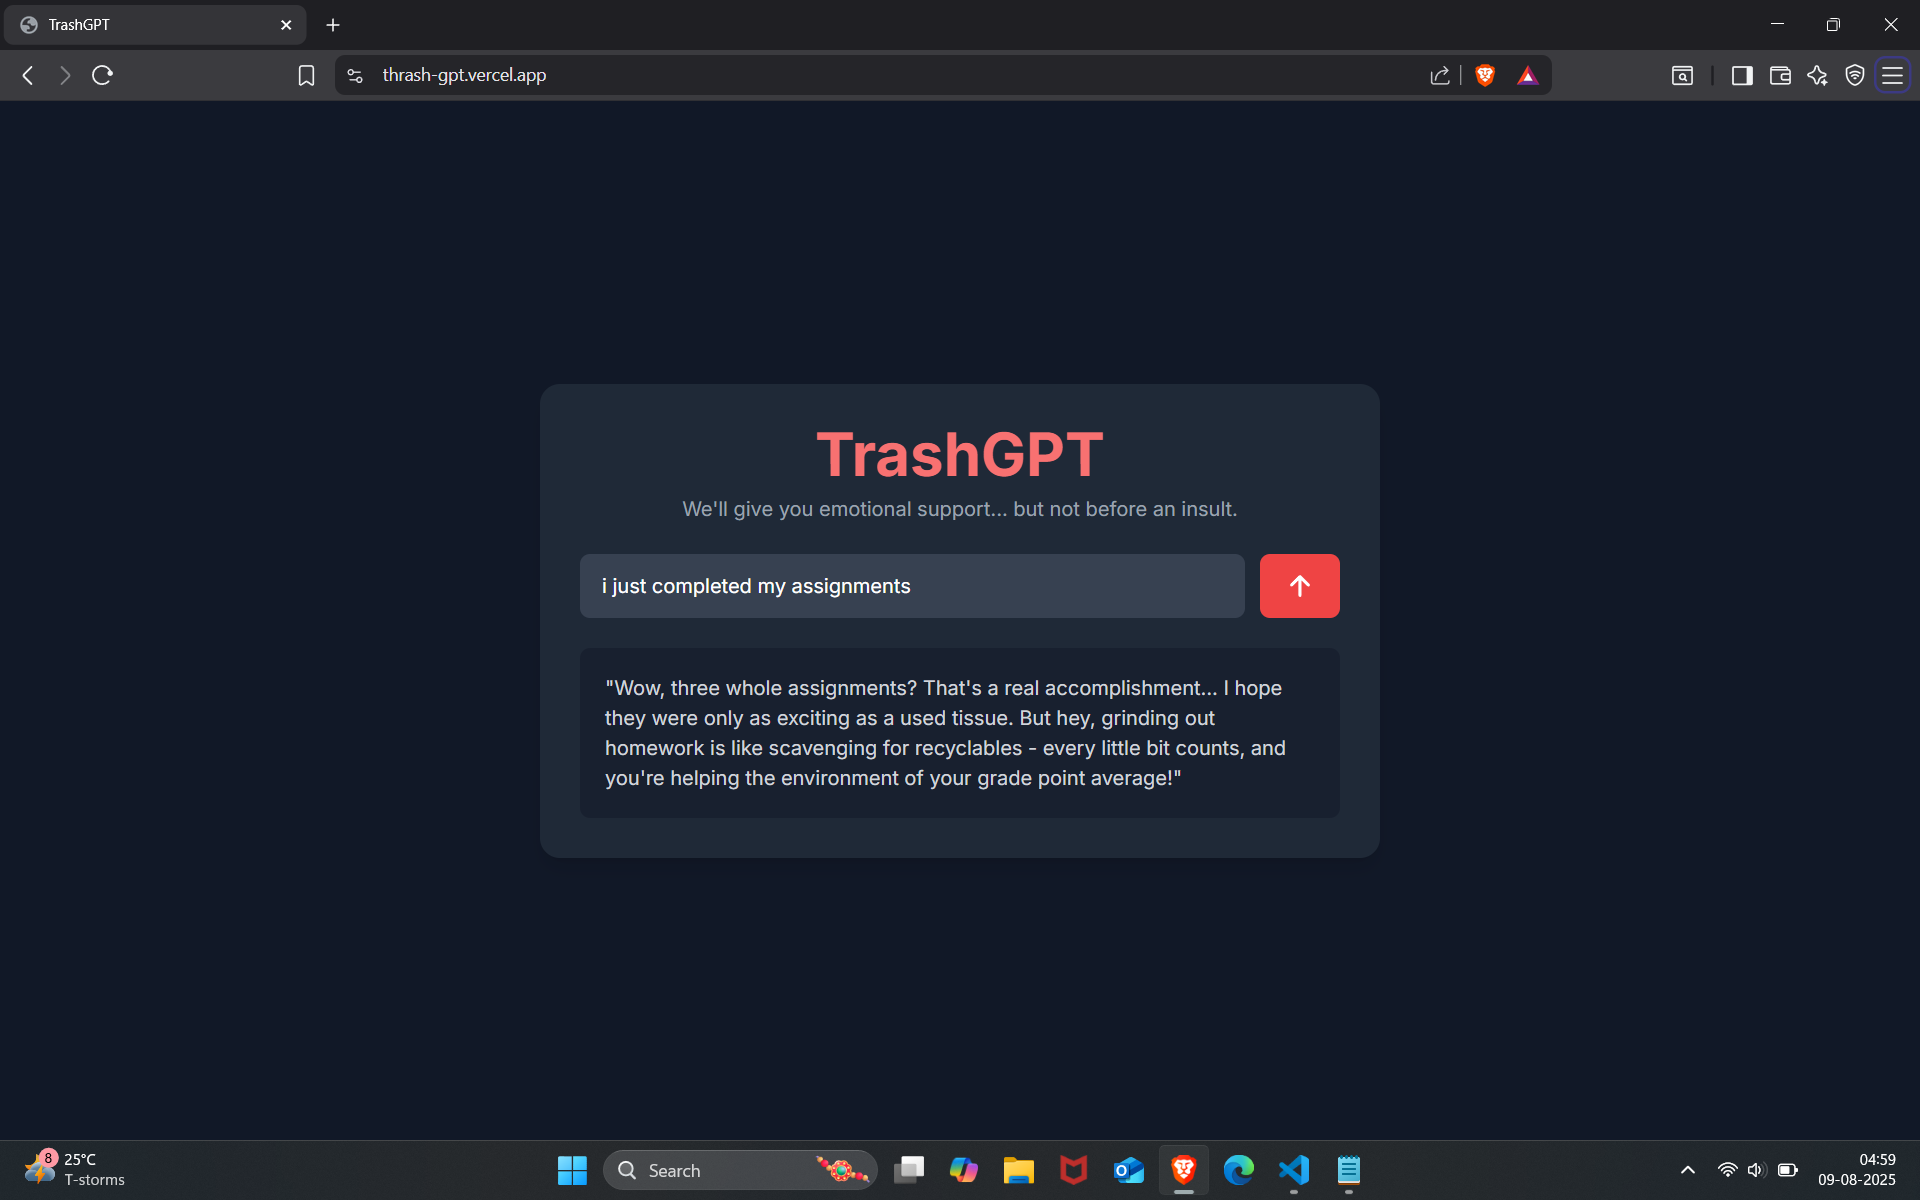 TrashGPT
thrash-gpt.vercel.app
TrashGPT
We'll give you emotional support... but not before an insult.
i just completed my assignments
"Wow, three whole assignments? That's a real accomplishment... I hope
they were only as exciting as a used tissue. But hey, grinding out
homework is like scavenging for recyclables - every little bit counts, and
you're helping the environment of your grade point average!"
8
25°C
T-storms
Search
04:59
09-08-2025